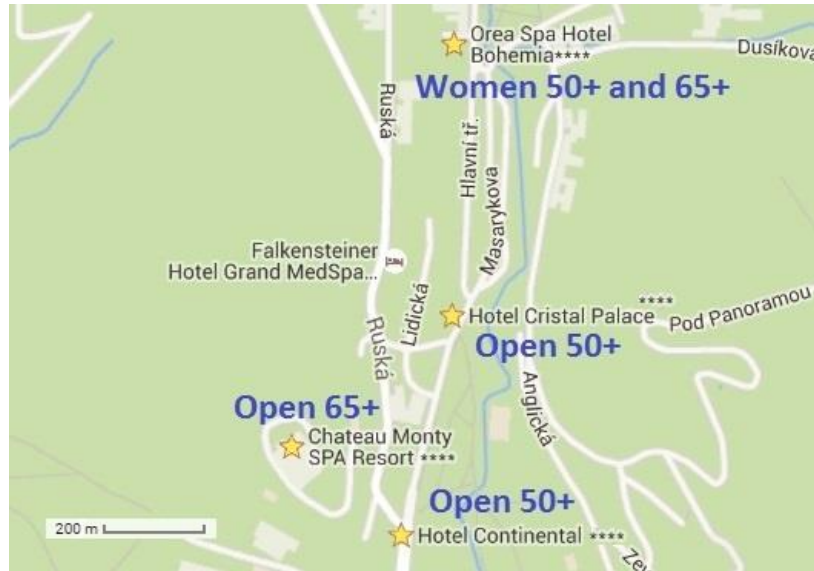 Orea Spa Hotel
Bohemia****
Dusíkova
Women 50+ and 65+
Ruská
Hlavní tř.
Masarykova
Falkensteiner
Hotel Grand MedSpa...
Lidická
Ruská
****
Hotel Cristal Palace
Pod Panoramou
Open 50+
Anglická
Open 65+
Chateau Monty
SPA Resort ****
Open 50+
200 m
Hotel Continental ****
Zey